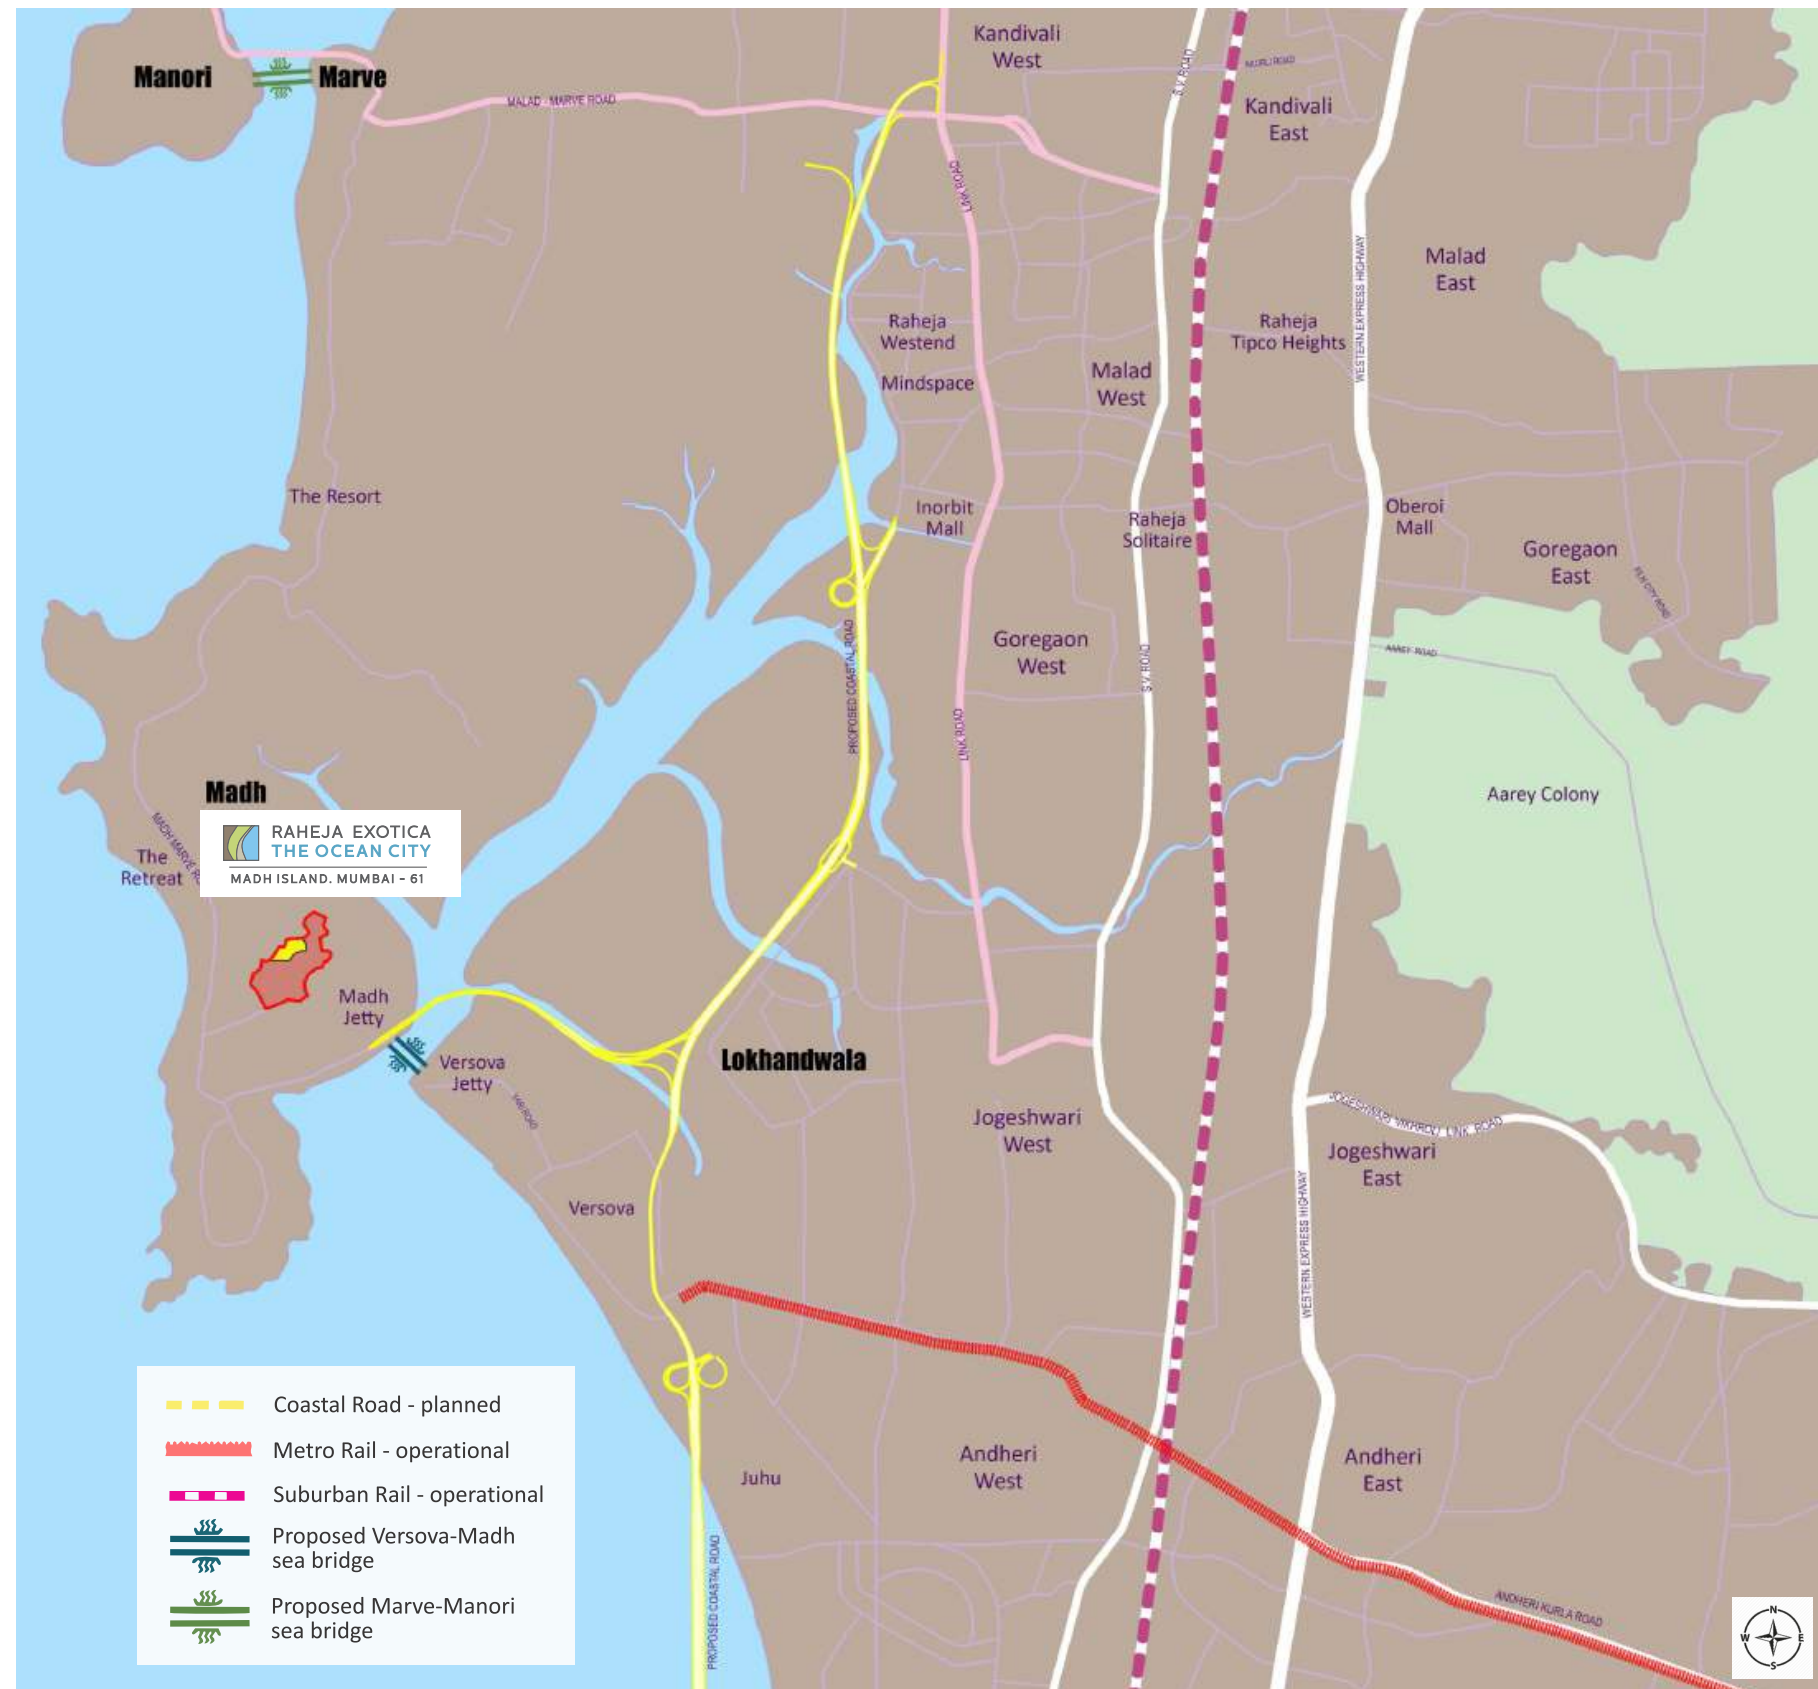 Kandivali
West
S.V. ROAD
Manori
Marve
MALAD - MARVE ROAD
Kandivali
East
LINK ROAD
WESTERN EXPRESS HIGHWAY
Malad
East
Raheja
Westend
Raheja
Tipco Heights
Mindspace
Malad
West
The Resort
Inorbit
Mall
Raheja
Solitaire
Oberoi
Mall
Goregaon
East
FILM CITY ROAD
PROPOSED COASTAL ROAD
Goregaon
West
S.V. ROAD
AAREY ROAD
LINK ROAD
Madh
Aarey Colony
RAHEJA EXOTICA
THE OCEAN CITY
MADH ISLAND. MUMBAI - 61
MADH MARVE
The
Retreat
Madh
Jetty
Versova
Jetty
Lokhandwala
Jogeshwari
West
JOGESHWARI VIKHROLI LINK ROAD
Jogeshwari
East
WESTERN EXPRESS HIGHWAY
Versova
Coastal Road - planned
Metro Rail - operational
Suburban Rail - operational
Proposed Versova-Madh
sea bridge
Proposed Marve-Manori
sea bridge
Juhu
Andheri
West
Andheri
East
PROPOSED COASTAL ROAD
ANDHERI KURLA ROAD
N
W
E
S